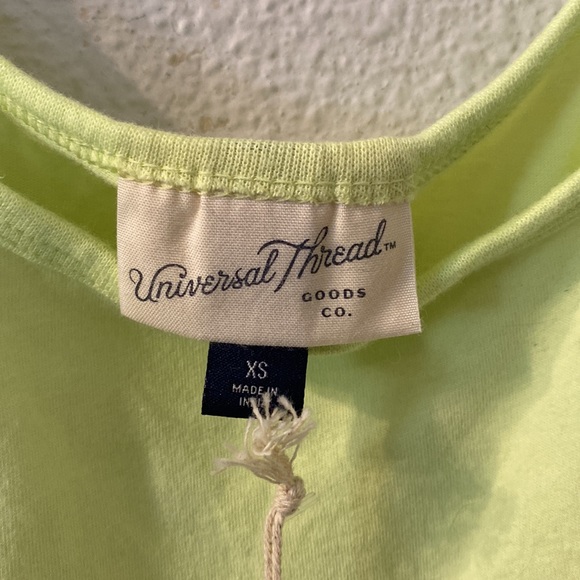 Universal Thread™
GOODS
CO.
XS
MADE IN